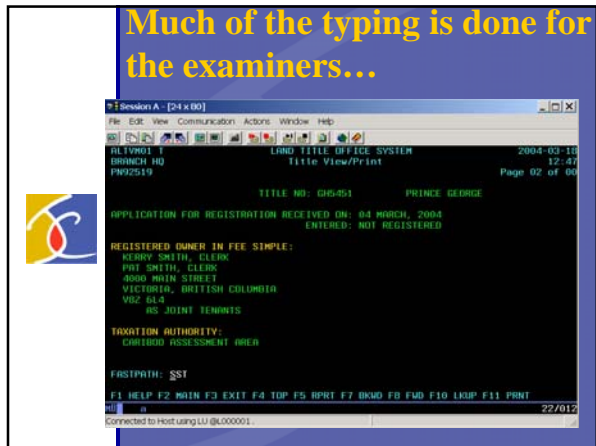 Much of the typing is done for
the examiners…
Session A - [24 x 80]
File Edit View Communication Actions Window Help
ALTVM01 T LAND TITLE OFFICE SYSTEM 2004-03-18
BRANCH HQ Title View/Print 12:47
PN92519 Page 02 of 00
TITLE NO: GH5451 PRINCE GEORGE
APPLICATION FOR REGISTRATION RECEIVED ON: 04 MARCH, 2004
ENTERED: NOT REGISTERED
REGISTERED OWNER IN FEE SIMPLE:
KERRY SMITH, CLERK
PAT SMITH, CLERK
4000 MAIN STREET
VICTORIA, BRITISH COLUMBIA
V8Z 6L4
AS JOINT TENANTS
TAXATION AUTHORITY:
CARIBOO ASSESSMENT AREA
FASTPATH: SST
F1 HELP F2 MAIN F3 EXIT F4 TOP F5 RPRT F7 BKWD F8 FWD F10 LKUP F11 PRNT
a 22/012
Connected to Host using LU @L000001.